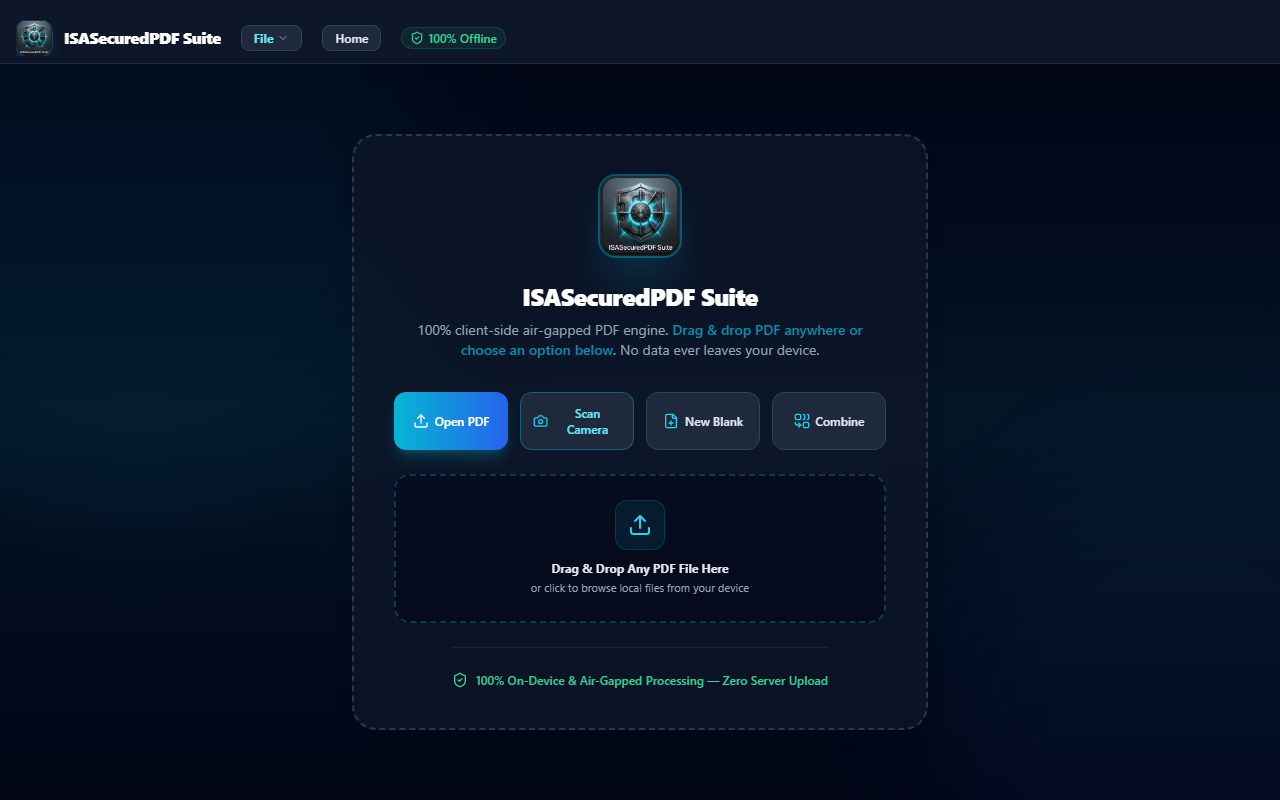 ISASecuredPDF Suite
File
Home
100% Offline
ISASecuredPDF Suite
ISASecuredPDF Suite
100% client-side air-gapped PDF engine. Drag & drop PDF anywhere or
choose an option below. No data ever leaves your device.
Open PDF
Scan
Camera
New Blank
Combine
Drag & Drop Any PDF File Here
or click to browse local files from your device
100% On-Device & Air-Gapped Processing — Zero Server Upload